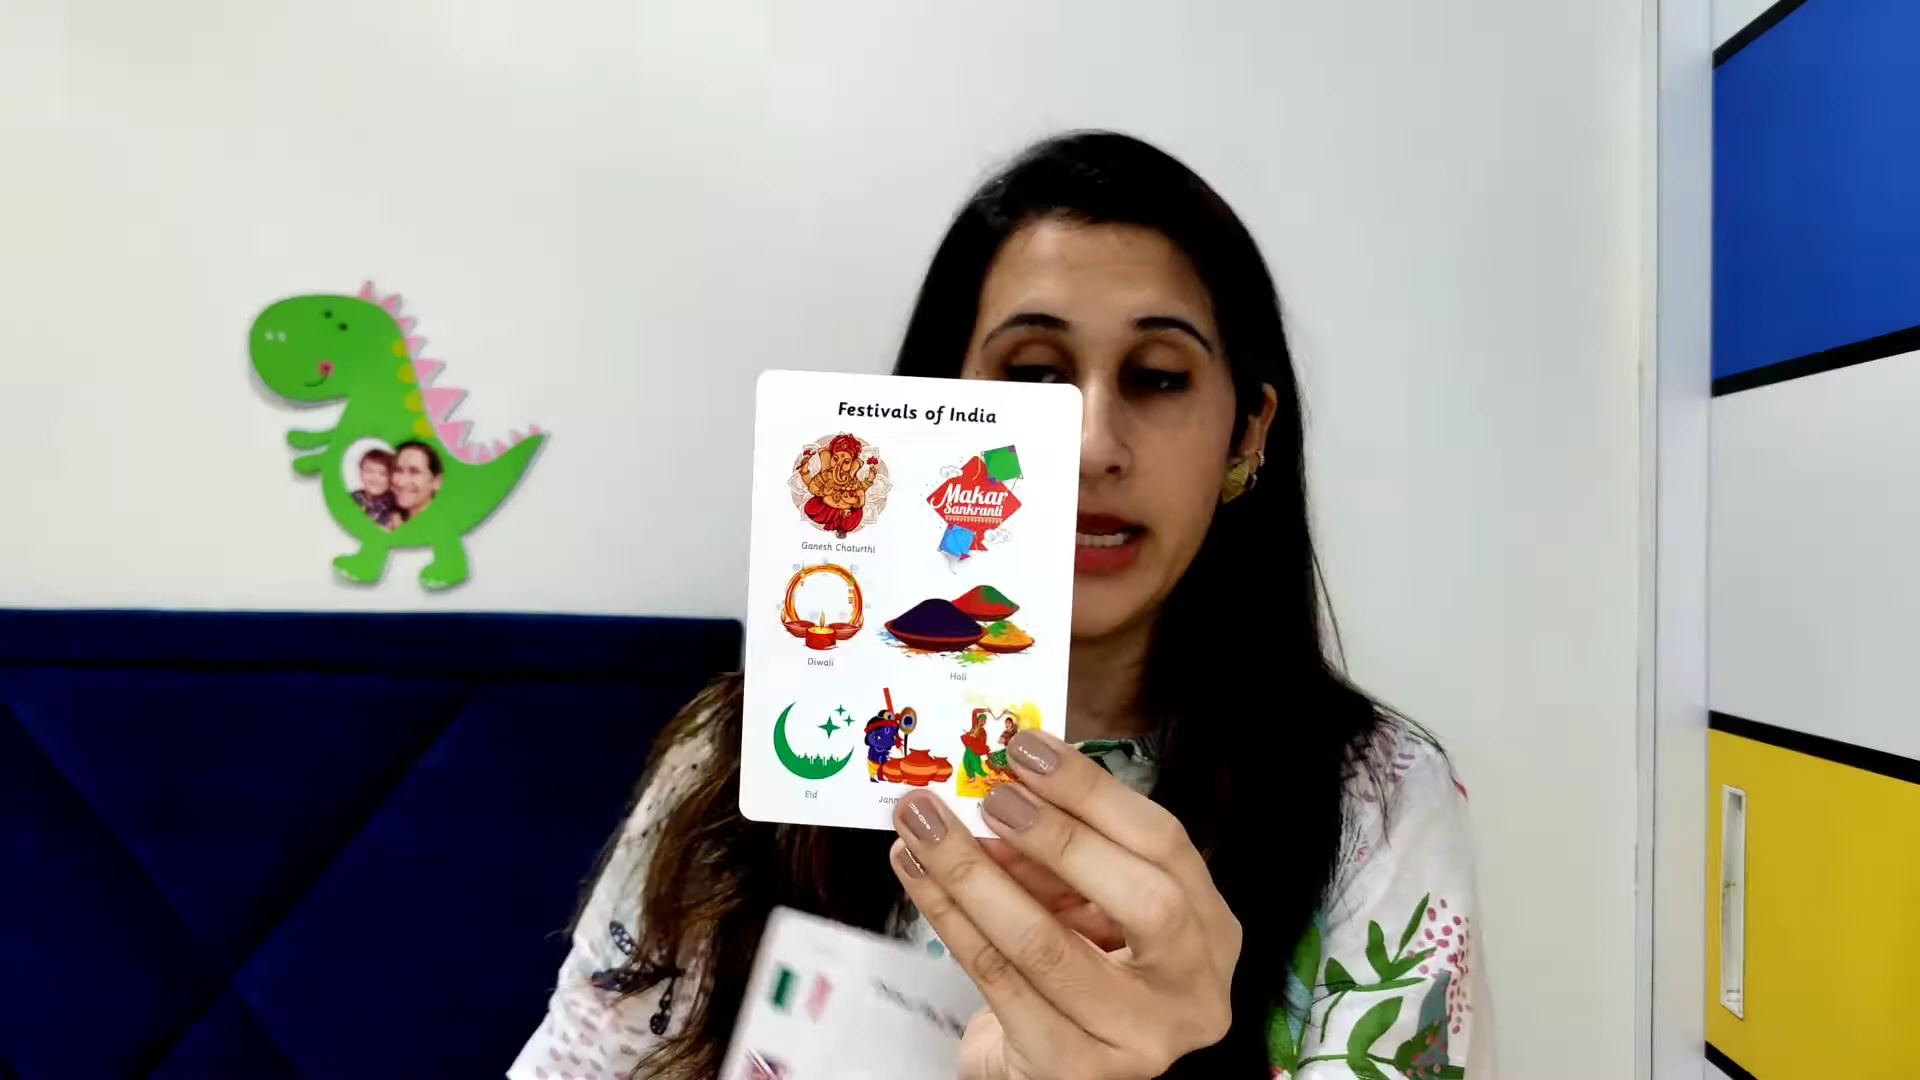 Festivals of India
Makar
Sankranti
Ganesh Chaturthi
Diwali
Holi
Eid